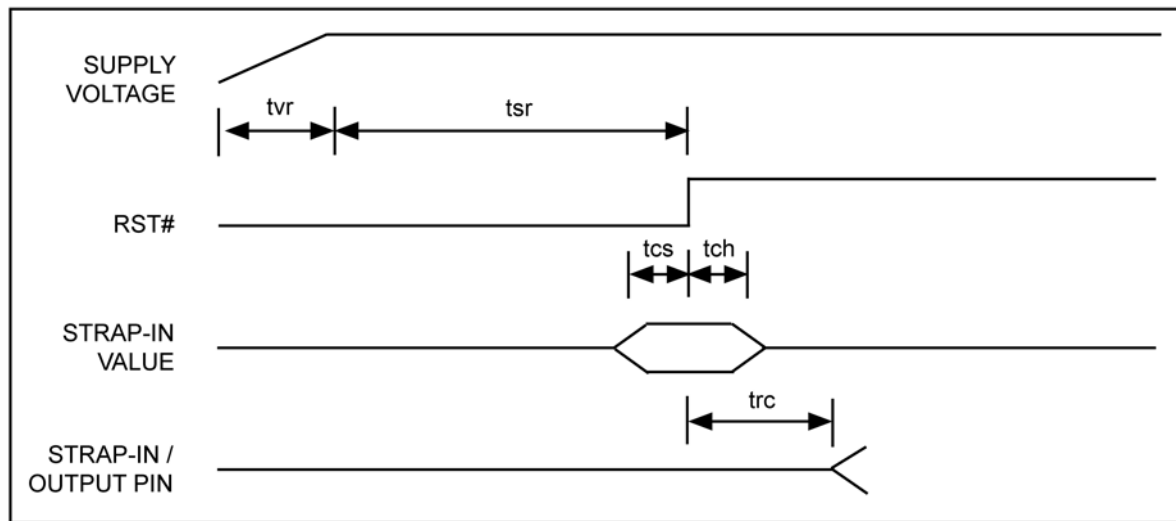 SUPPLY
VOLTAGE
tvr
tsr
RST#
tcs
tch
STRAP-IN
VALUE
trc
STRAP-IN /
OUTPUT PIN